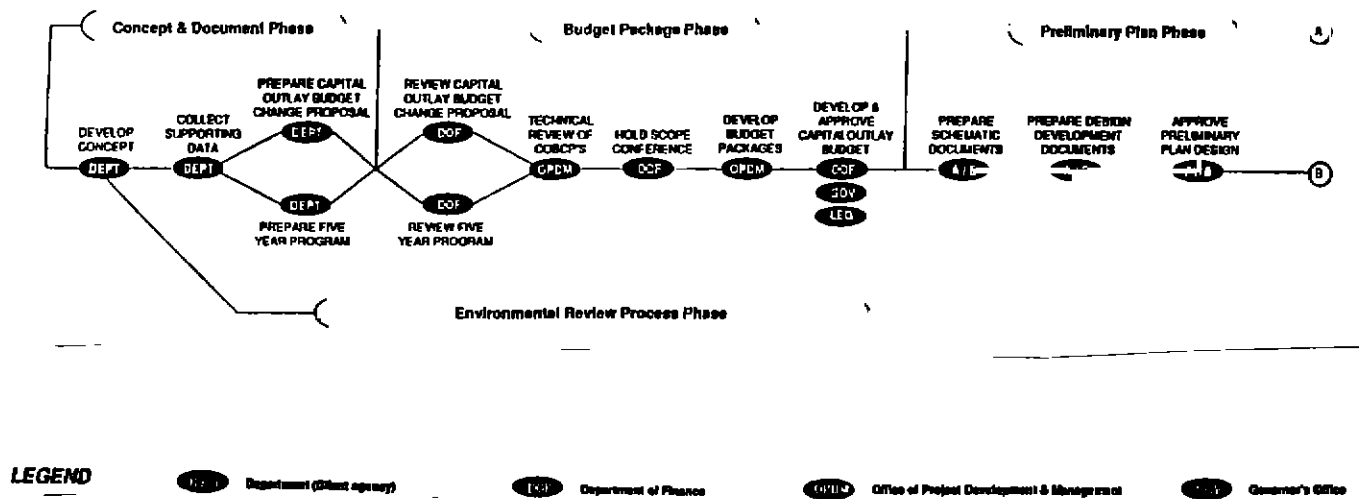 Concept & Document Phase
Budget Package Phase
Preliminary Plan Phase
A
DEVELOP
CONCEPT
DEPT
COLLECT
SUPPORTING
DATA
DEPT
PREPARE CAPITAL
OUTLAY BUDGET
CHANGE PROPOSAL
DEPT
DEPT
PREPARE FIVE
YEAR PROGRAM
REVIEW CAPITAL
OUTLAY BUDGET
CHANGE PROPOSAL
DOF
DOF
REVIEW FIVE
YEAR PROGRAM
TECHNICAL
REVIEW OF
COBCP'S
OPDM
HOLD SCOPE
CONFERENCE
DOF
DEVELOP
BUDGET
PACKAGES
OPDM
DEVELOP &
APPROVE
CAPITAL OUTLAY
BUDGET
DOF
GOV
LEG
PREPARE
SCHEMATIC
DOCUMENTS
A / E
PREPARE DESIGN
DEVELOPMENT
DOCUMENTS
APPROVE
PRELIMINARY
PLAN DESIGN
B
Environmental Review Process Phase
LEGEND
Department (Client agency)
DOF Department of Finance
OPDM Office of Project Development & Management
Governor's Office